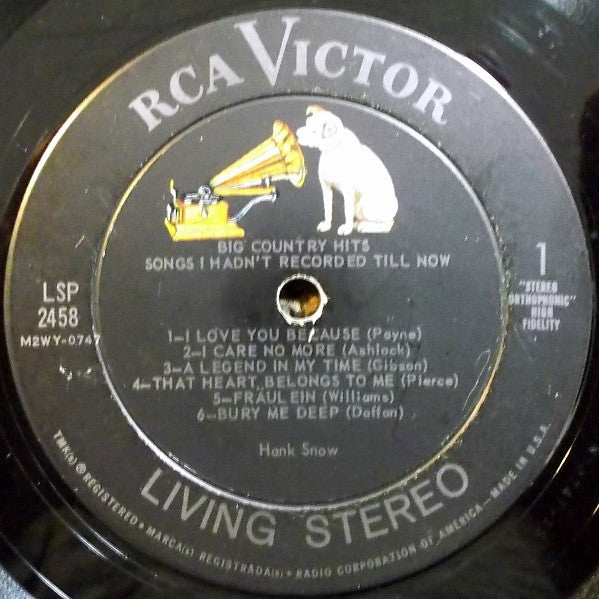 RCA VICTOR
BIG COUNTRY HITS
SONGS I HADN'T RECORDED TILL NOW
LSP
2458
M2WY-0747
1
"STEREO
ORTHOPHONIC"
HIGH
FIDELITY
1—I LOVE YOU BECAUSE (Payne)
2—I CARE NO MORE (Ashlock)
3—A LEGEND IN MY TIME (Gibson)
4—THAT HEART BELONGS TO ME (Pierce)
5—FRÄULEIN (Williams)
6—BURY ME DEEP (Daffan)
Hank Snow
LIVING STEREO
TMK(s) ® REGISTERED • MARCA(s) REGISTRADA(s) • RADIO CORPORATION OF AMERICA—MADE IN U.S.A.